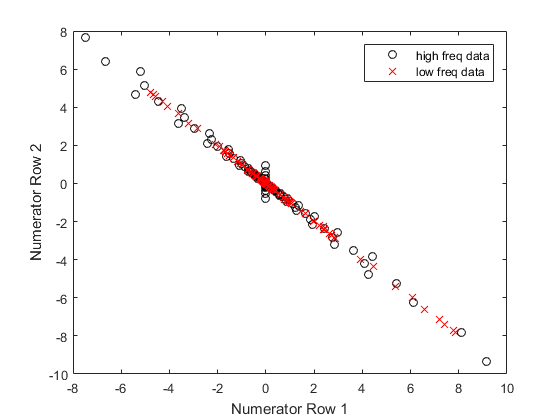 8
6
4
2
0
-2
-4
-6
-8
-10
Numerator Row 2
high freq data
low freq data
-8 -6 -4 -2 0 2 4 6 8 10
Numerator Row 1